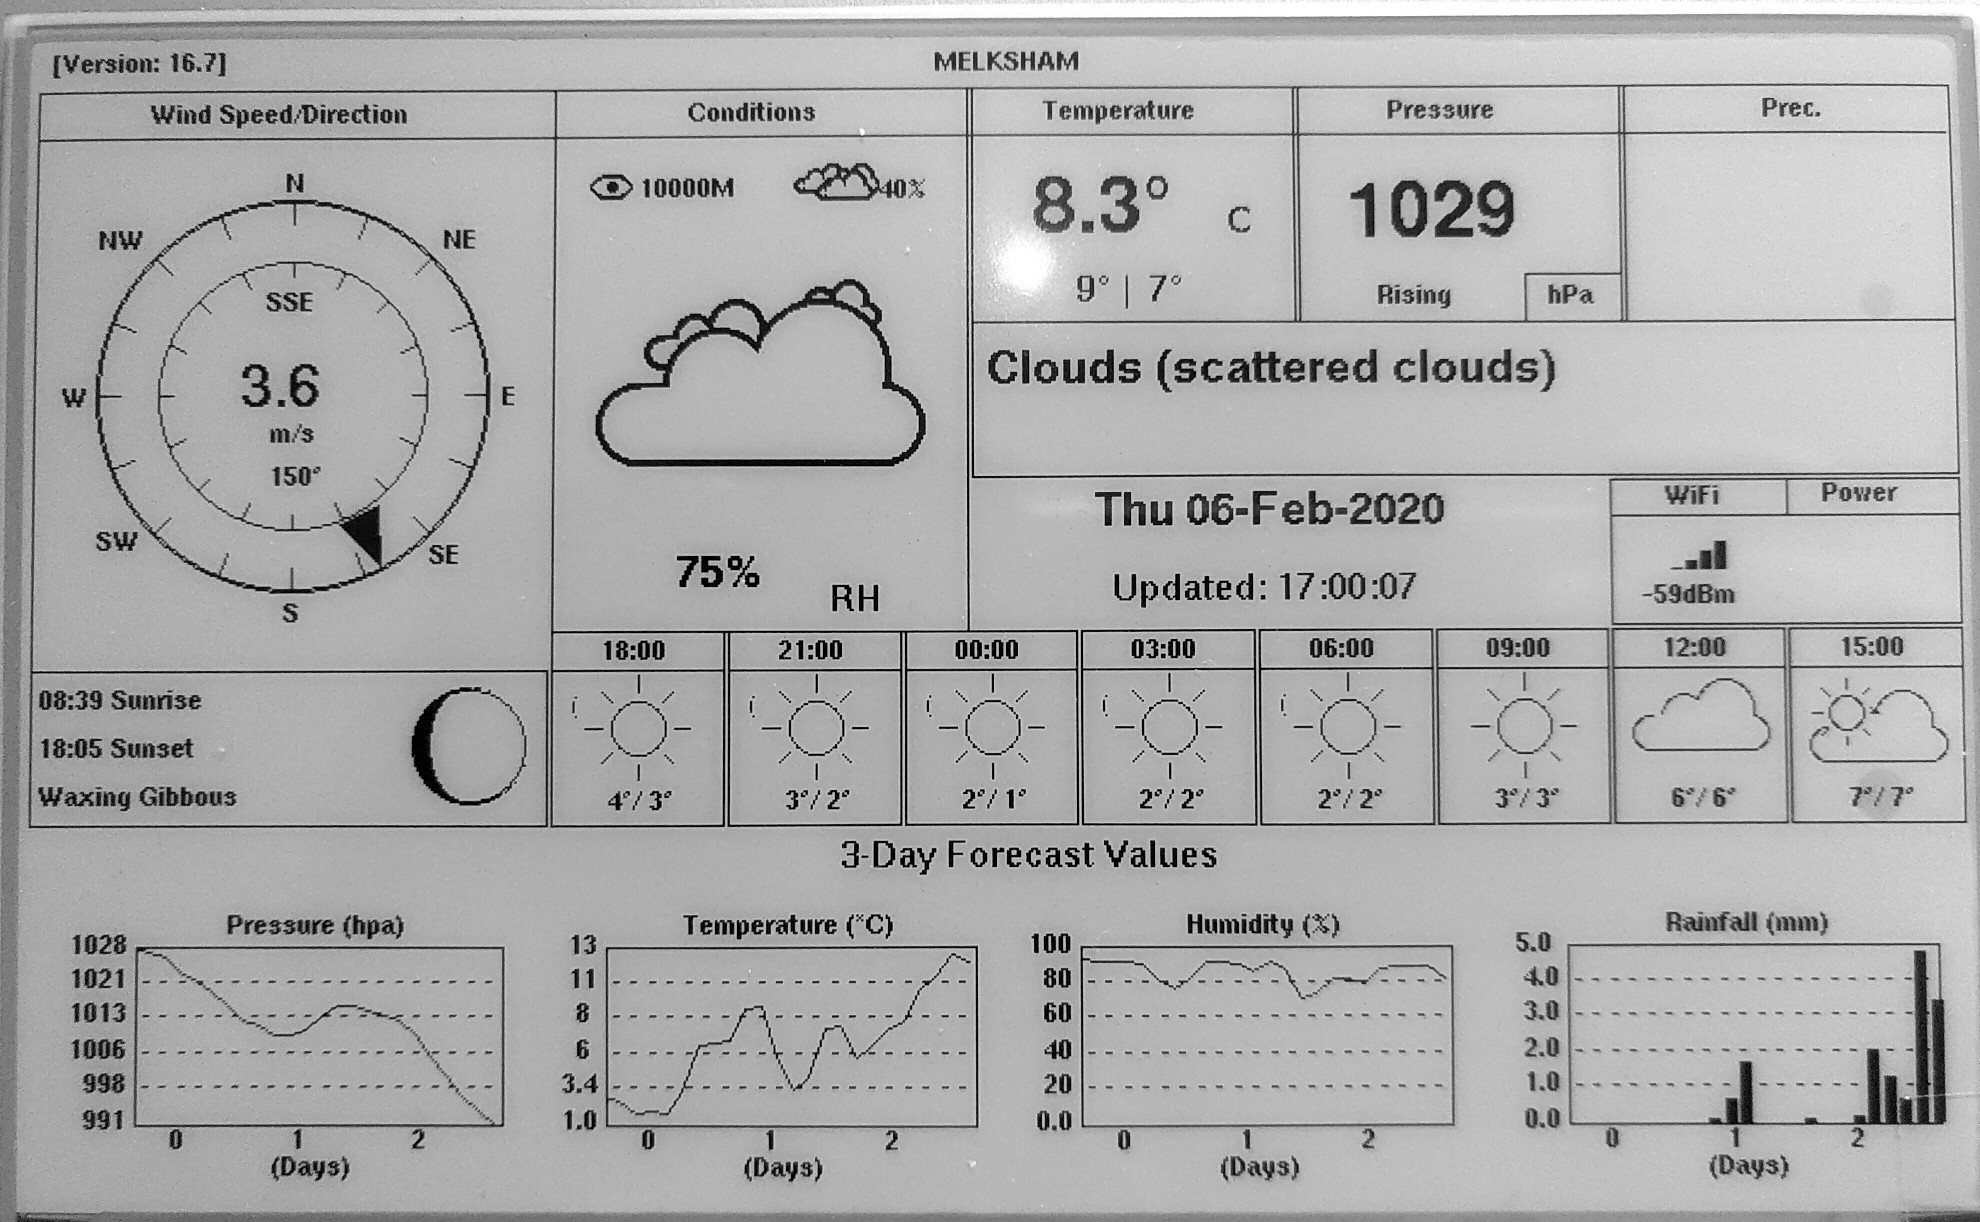 [Version: 16.7]
MELKSHAM
Wind Speed/Direction
Conditions
Temperature
Pressure
Prec.
N
NW
NE
W
E
SW
SE
S
SSE
3.6
m/s
150°
10000M
40%
75%
RH
8.3°
C
9° | 7°
1029
Rising
hPa
Clouds (scattered clouds)
Thu 06-Feb-2020
Updated: 17:00:07
WiFi
Power
-59dBm
08:39 Sunrise
18:05 Sunset
Waxing Gibbous
18:00 21:00 00:00 03:00 06:00 09:00 12:00 15:00
4°/ 3° 3°/ 2° 2°/ 1° 2°/ 2° 2°/ 2° 3°/ 3° 6°/ 6° 7°/ 7°
3-Day Forecast Values
Pressure (hpa)
1028
1021
1013
1006
998
991
0 1 2
(Days)
Temperature (°C)
13
11
8
6
3.4
1.0
0 1 2
(Days)
Humidity (%)
100
80
60
40
20
0.0
0 1 2
(Days)
Rainfall (mm)
5.0
4.0
3.0
2.0
1.0
0.0
0 1 2
(Days)